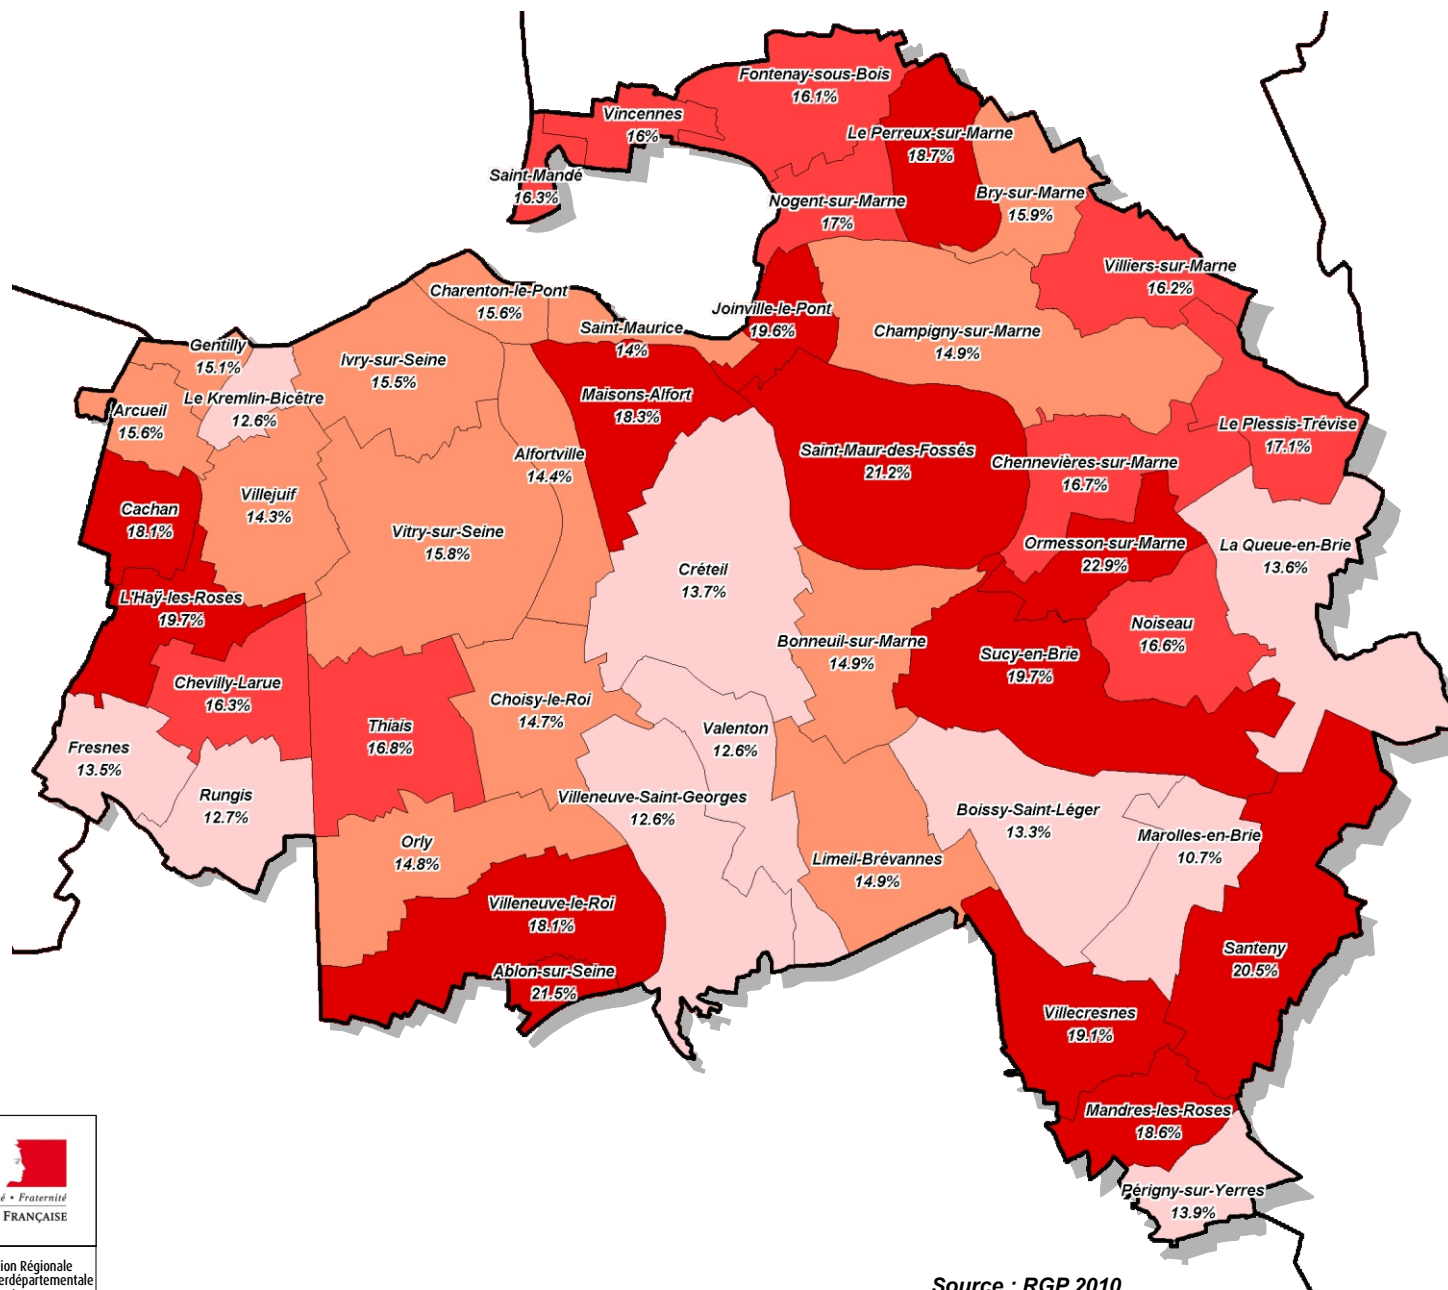 Fontenay-sous-Bois
16.1%
Vincennes
16%
Le Perreux-sur-Marne
18.7%
Saint-Mandé
16.3%
Nogent-sur-Marne
17%
Bry-sur-Marne
15.9%
Villiers-sur-Marne
16.2%
Charenton-le-Pont
15.6%
Joinville-le-Pont
19.6%
Saint-Maurice
14%
Champigny-sur-Marne
14.9%
Gentilly
15.1%
Ivry-sur-Seine
15.5%
Le Kremlin-Bicêtre
12.6%
Maisons-Alfort
18.3%
Arcueil
15.6%
Le Plessis-Trévise
17.1%
Saint-Maur-des-Fossés
21.2%
Alfortville
14.4%
Chennevières-sur-Marne
16.7%
Villejuif
14.3%
Cachan
18.1%
Vitry-sur-Seine
15.8%
Ormesson-sur-Marne
22.9%
La Queue-en-Brie
13.6%
Créteil
13.7%
L'Haÿ-les-Roses
19.7%
Noiseau
16.6%
Bonneuil-sur-Marne
14.9%
Sucy-en-Brie
19.7%
Chevilly-Larue
16.3%
Choisy-le-Roi
14.7%
Thiais
16.8%
Valenton
12.6%
Fresnes
13.5%
Rungis
12.7%
Villeneuve-Saint-Georges
12.6%
Boissy-Saint-Léger
13.3%
Marolles-en-Brie
10.7%
Orly
14.8%
Limeil-Brévannes
14.9%
Villeneuve-le-Roi
18.1%
Santeny
20.5%
Ablon-sur-Seine
21.5%
Villecresnes
19.1%
Mandres-les-Roses
18.6%
Périgny-sur-Yerres
13.9%
é • Fraternité
FRANÇAISE
ion Régionale
erdépartementale
Source : RGP 2010